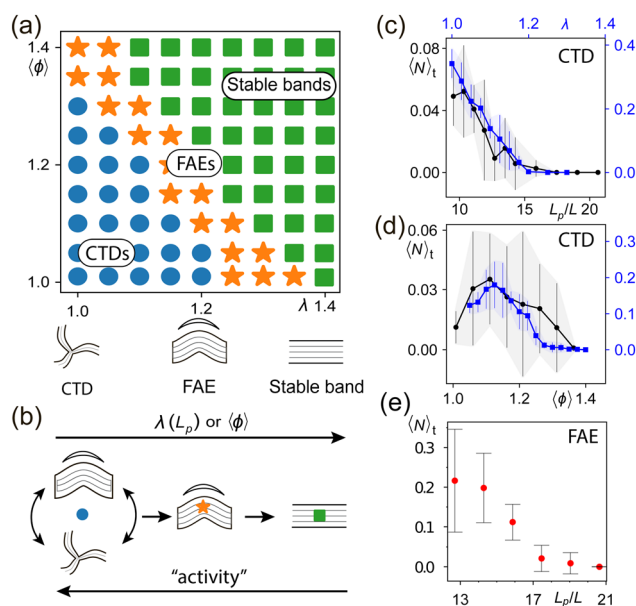 (a)
1.4
⟨ϕ⟩
1.2
1.0
Stable bands
FAEs
CTDs
1.0
1.2
λ
1.4
CTD
FAE
Stable band
(b)
λ(Lₚ) or ⟨ϕ⟩
"activity"
(c)
1.0
1.2
λ
1.4
0.08
⟨N⟩ₜ
0.04
0.00
CTD
0.4
0.2
0.0
10
15
Lₚ/L
20
(d)
0.06
⟨N⟩ₜ
0.03
0.00
CTD
0.3
0.2
0.1
0.0
1.0
1.2
⟨ϕ⟩
1.4
(e)
⟨N⟩ₜ
FAE
0.3
0.2
0.1
0.0
13
17
Lₚ/L
21